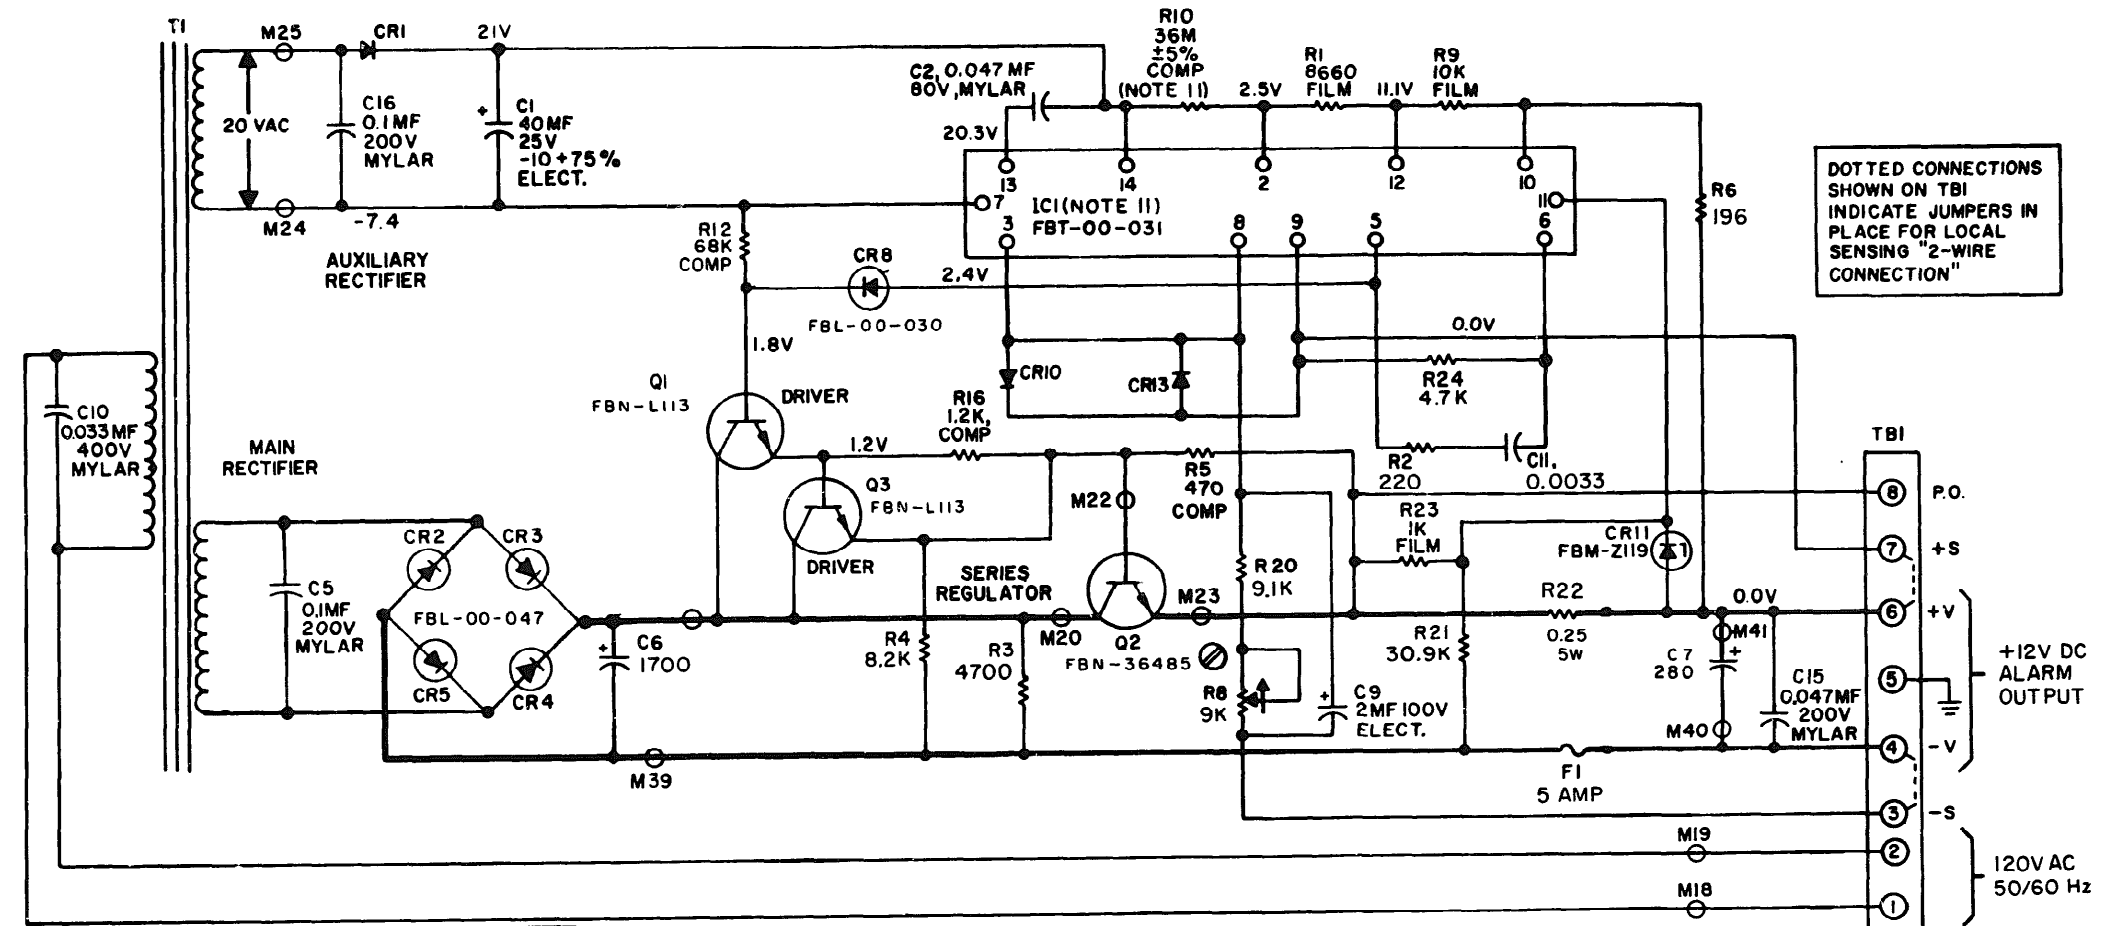 T1
M25
CR1
21V
20 VAC
C16
0.1MF
200V
MYLAR
+
C1
40MF
25V
-10+75%
ELECT.
M24
-7.4
AUXILIARY
RECTIFIER
R10
36M
±5%
COMP
(NOTE 11)
C2, 0.047 MF
80V, MYLAR
2.5V
R1
8660
FILM
11.1V
R9
10K
FILM
20.3V
13
14
2
12
10
7
IC1(NOTE 11)
FBT-00-031
11
3
8
9
5
6
R6
196
DOTTED CONNECTIONS
SHOWN ON TB1
INDICATE JUMPERS IN
PLACE FOR LOCAL
SENSING "2-WIRE
CONNECTION"
R12
68K
COMP
CR8
2.4V
FBL-00-030
1.8V
0.0V
CR10
CR13
R24
4.7K
Q1
FBN-L113
DRIVER
R16
1.2K,
COMP
1.2V
R2
220
C11,
0.0033
C10
0.033MF
400V
MYLAR
MAIN
RECTIFIER
Q3
FBN-L113
DRIVER
M22
R5
470
COMP
R23
1K
FILM
CR11
FBM-Z119
TB1
8 P.O.
7 +S
CR2
CR3
C5
0.1MF
200V
MYLAR
FBL-00-047
CR5
CR4
+
C6
1700
SERIES
REGULATOR
M20
M23
Q2
FBN-36485
R4
8.2K
R3
4700
R20
9.1K
R8
9K
+
C9
2MF 100V
ELECT.
R21
30.9K
R22
0.25
5W
0.0V
M41
+
C7
280
M40
C15
0.047MF
200V
MYLAR
6 +V
5
4 -V
+12V DC
ALARM
OUTPUT
M39
F1
5 AMP
3 -S
M19
2
M18
1
120V AC
50/60 Hz